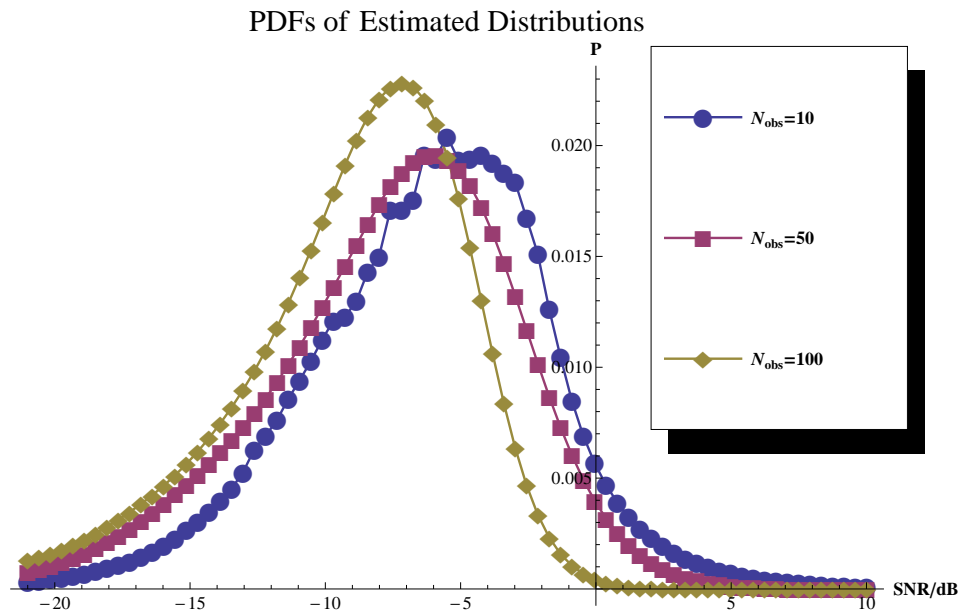 PDFs of Estimated Distributions
P
N_obs=10
0.020
N_obs=50
0.015
N_obs=100
0.010
0.005
−20 −15 −10 −5 5 10 SNR/dB